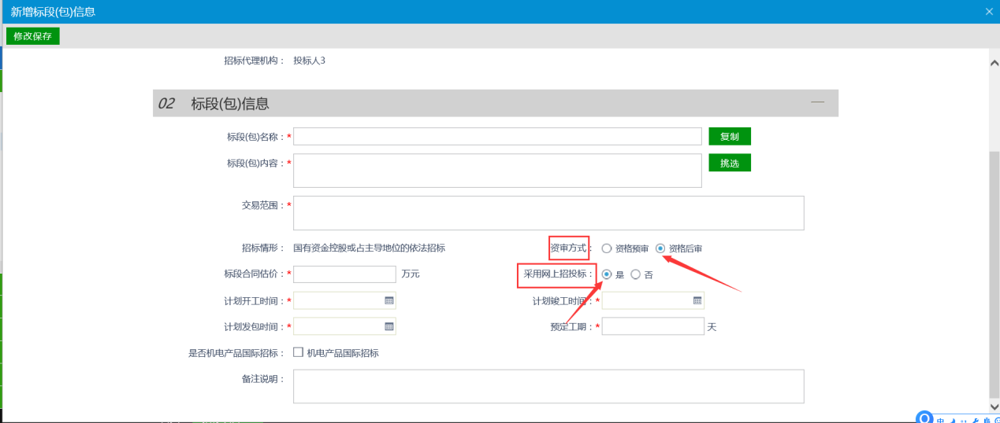 新增标段(包)信息
修改保存
招标代理机构： 投标人3
02 标段(包)信息
标段(包)名称：* 复制
标段(包)内容：* 挑选
交易范围：*
招标情形： 国有资金控股或占主导地位的依法招标 资审方式： 资格预审 资格后审
标段合同估价：* 万元 采用网上招投标： 是 否
计划开工时间：* 计划竣工时间：*
计划发包时间：* 预定工期：* 天
是否机电产品国际招标： 机电产品国际招标
备注说明：
中